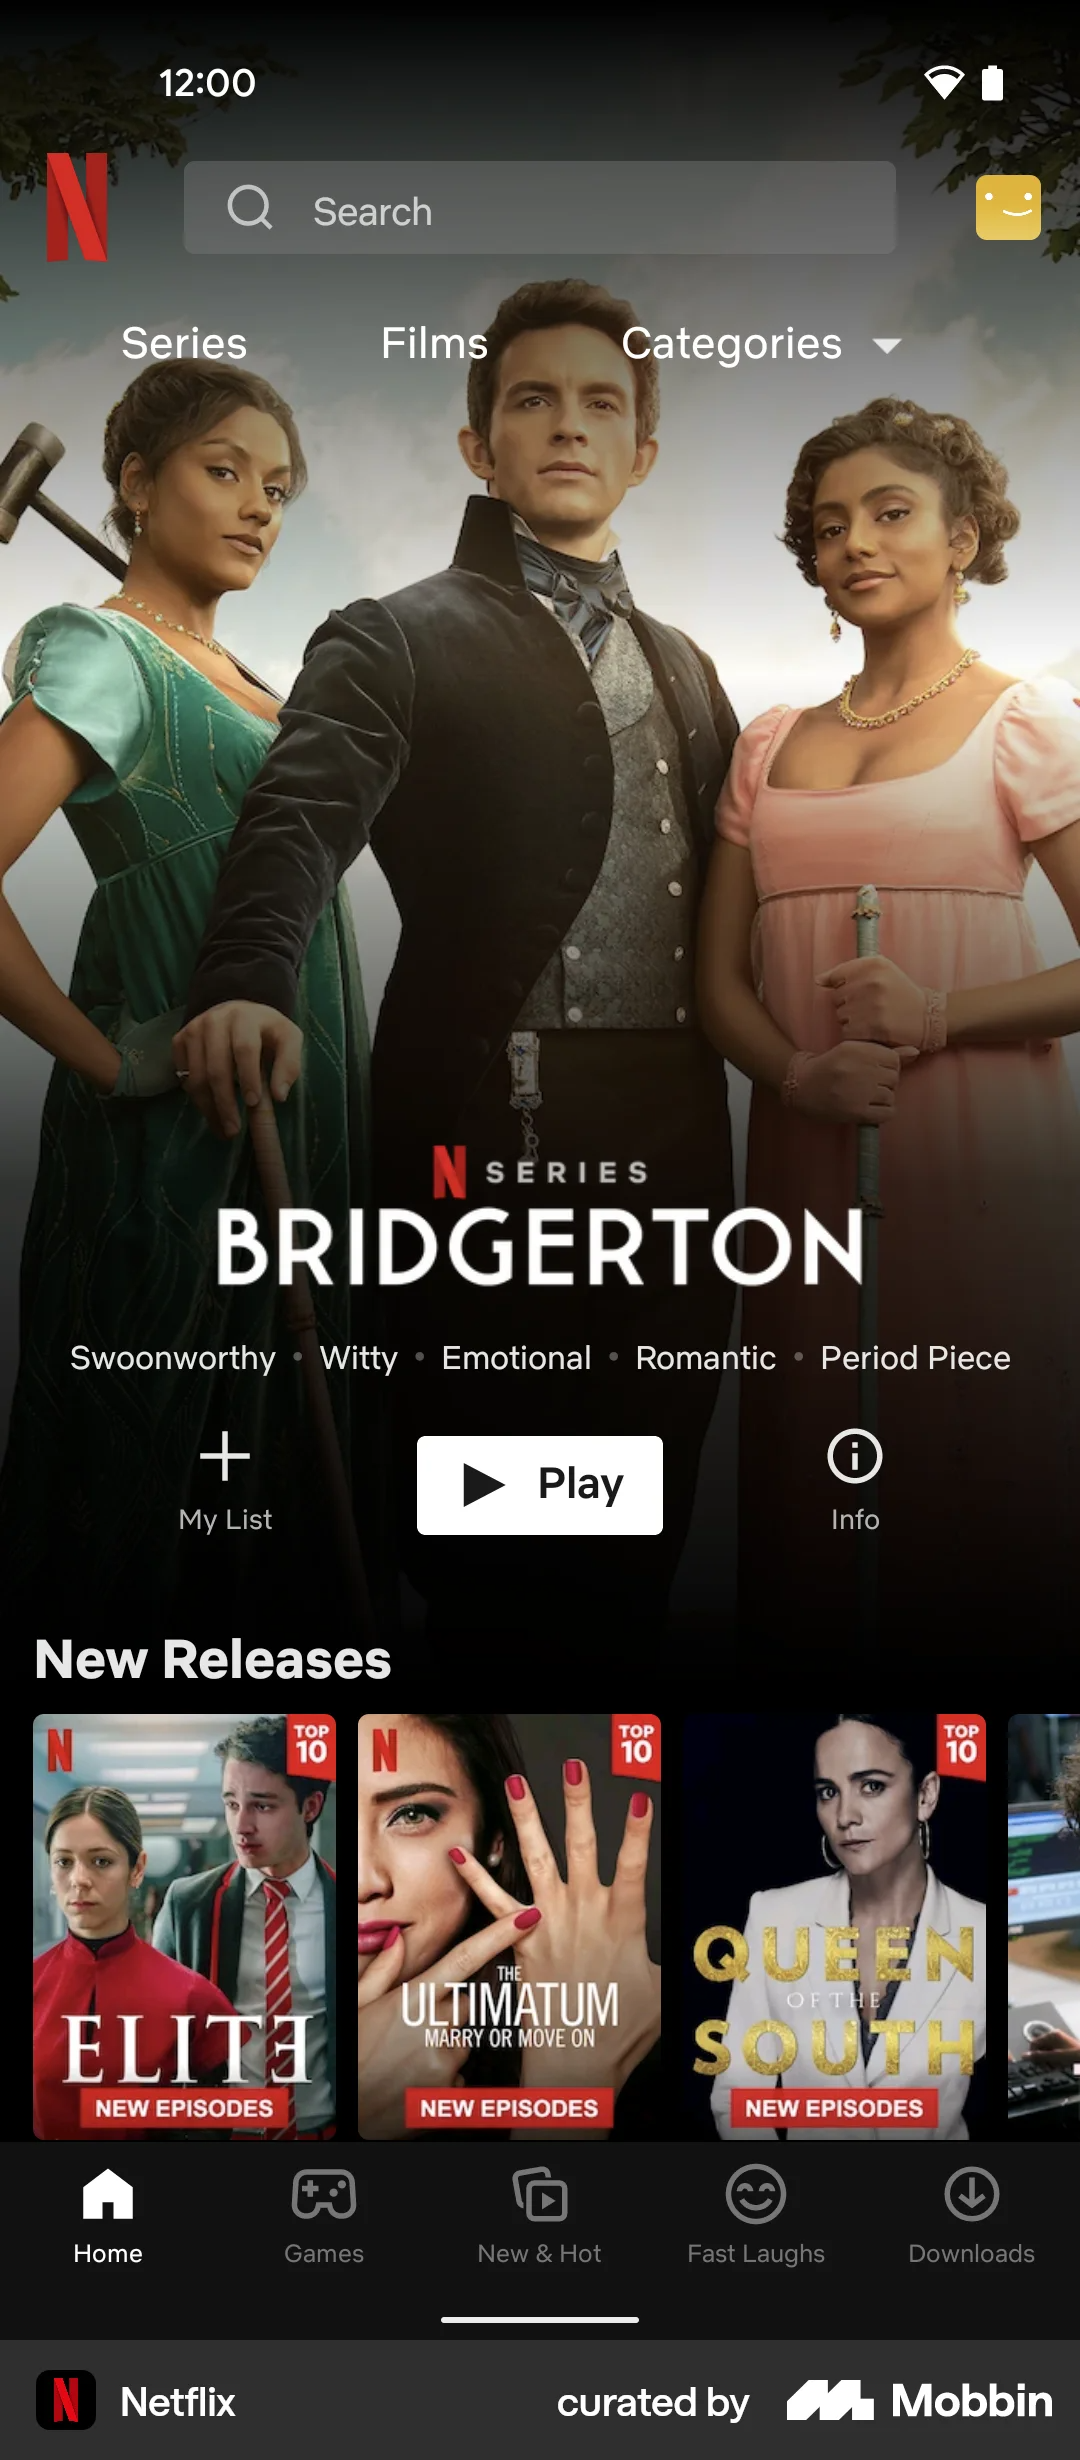 12:00
Search
Series
Films
Categories
N SERIES
BRIDGERTON
Swoonworthy • Witty • Emotional • Romantic • Period Piece
My List
Play
Info
New Releases
N
TOP
10
ELITE
NEW EPISODES
N
TOP
10
THE
ULTIMATUM
MARRY OR MOVE ON
NEW EPISODES
TOP
10
QUEEN
OF THE
SOUTH
NEW EPISODES
Home
Games
New & Hot
Fast Laughs
Downloads
N
Netflix
curated by
Mobbin